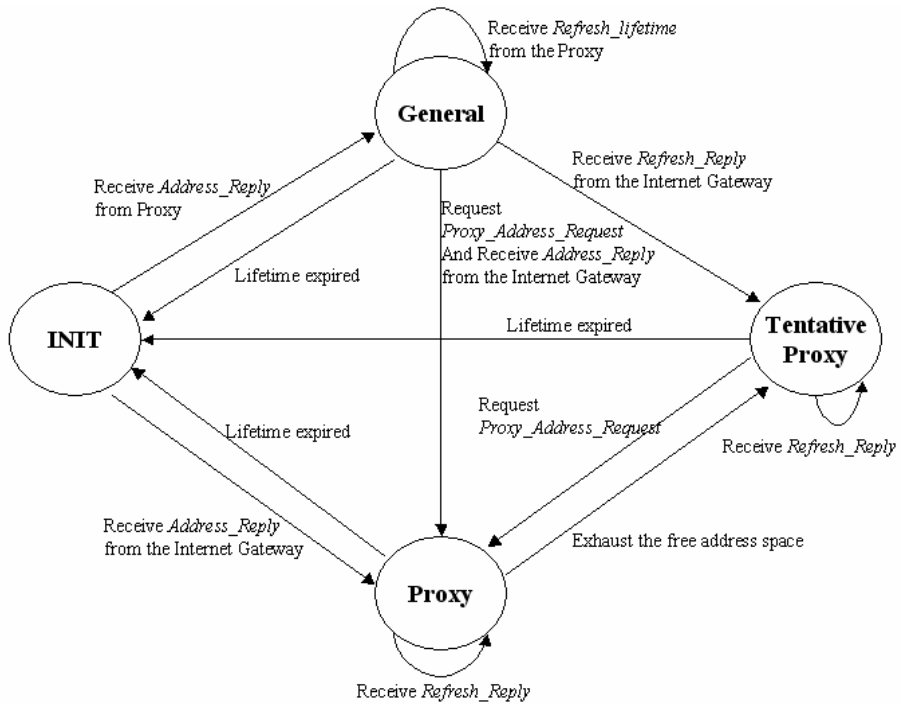 Receive Refresh_lifetime
from the Proxy
General
Receive Refresh_Reply
from the Internet Gateway
Receive Address_Reply
from Proxy
Request
Proxy_Address_Request
And Receive Address_Reply
from the Internet Gateway
Lifetime expired
INIT
Lifetime expired
Tentative
Proxy
Request
Proxy_Address_Request
Lifetime expired
Receive Refresh_Reply
Receive Address_Reply
from the Internet Gateway
Exhaust the free address space
Proxy
Receive Refresh_Reply